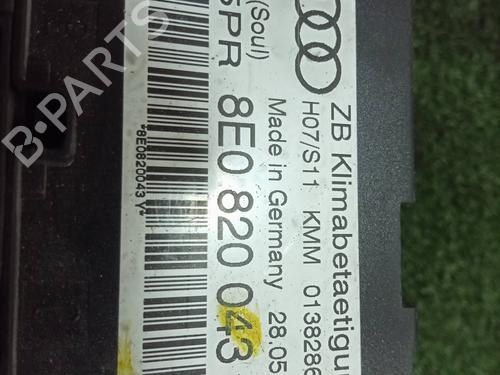 ZB Klimabetaetigu
H07/S11 KMM 0138286
Made in Germany 28.05
8E0 820 043
(Soul)
5PR
*8E0820043Y*
B-PARTS